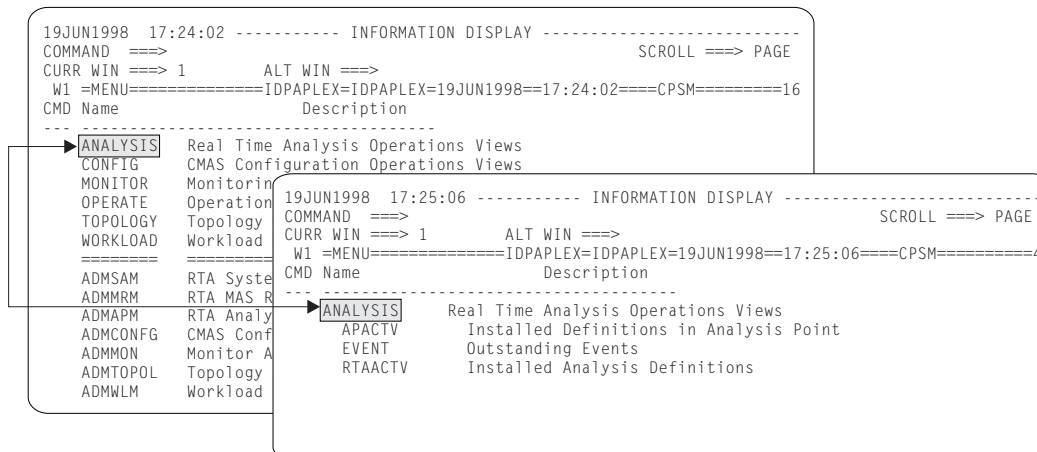 19JUN1998  17:24:02 ----------- INFORMATION DISPLAY ---------------------------
COMMAND  ===>                                                 SCROLL ===> PAGE
CURR WIN ===> 1        ALT WIN ===>
 W1 =MENU==============IDPAPLEX=IDPAPLEX=19JUN1998==17:24:02====CPSM=========16
CMD Name                   Description
--- ------------------------------------
    ANALYSIS   Real Time Analysis Operations Views
    CONFIG     CMAS Configuration Operations Views
    MONITOR    Monitorin
    OPERATE    Operation
    TOPOLOGY   Topology
    WORKLOAD   Workload
    ========   =========
    ADMSAM     RTA Syste
    ADMMRM     RTA MAS R
    ADMAPM     RTA Analy
    ADMCONFG   CMAS Conf
    ADMMON     Monitor A
    ADMTOPOL   Topology
    ADMWLM     Workload
19JUN1998  17:25:06 ----------- INFORMATION DISPLAY ---------------------------
COMMAND  ===>                                                 SCROLL ===> PAGE
CURR WIN ===> 1        ALT WIN ===>
 W1 =MENU==============IDPAPLEX=IDPAPLEX=19JUN1998==17:25:06====CPSM==========4
CMD Name                   Description
--- ------------------------------------
    ANALYSIS     Real Time Analysis Operations Views
      APACTV       Installed Definitions in Analysis Point
      EVENT        Outstanding Events
      RTAACTV      Installed Analysis Definitions